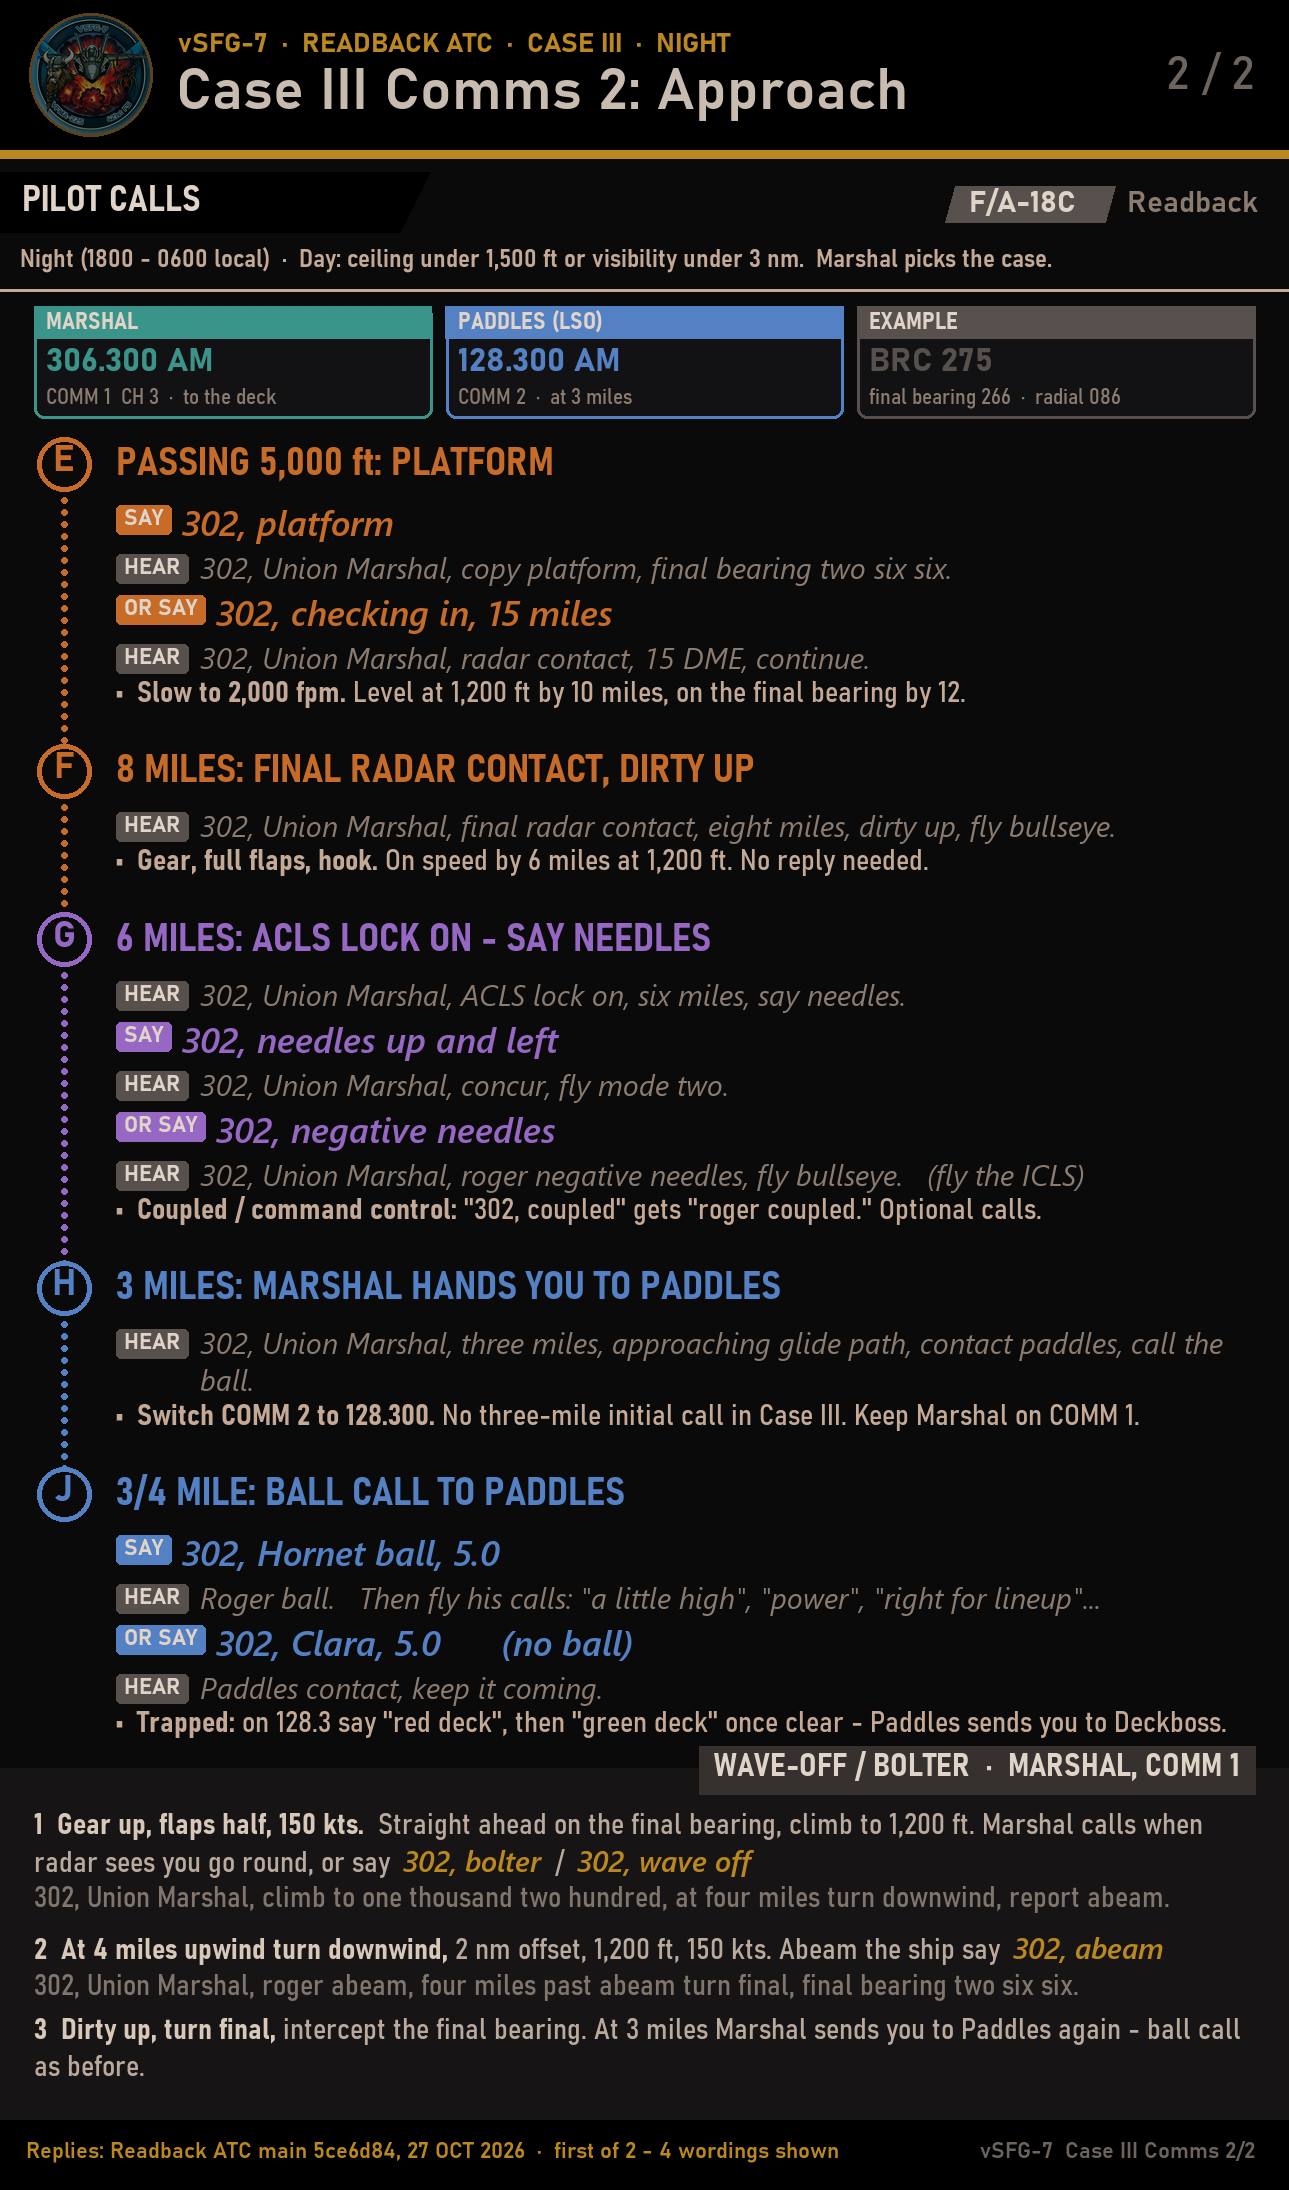 vSFG-7 · READBACK ATC · CASE III · NIGHT
Case III Comms 2: Approach
2 / 2
PILOT CALLS
F/A-18C Readback
Night (1800 - 0600 local) · Day: ceiling under 1,500 ft or visibility under 3 nm. Marshal picks the case.
MARSHAL
306.300 AM
COMM 1 CH 3 · to the deck
PADDLES (LSO)
128.300 AM
COMM 2 · at 3 miles
EXAMPLE
BRC 275
final bearing 266 · radial 086
E PASSING 5,000 ft: PLATFORM
SAY 302, platform
HEAR 302, Union Marshal, copy platform, final bearing two six six.
OR SAY 302, checking in, 15 miles
HEAR 302, Union Marshal, radar contact, 15 DME, continue.
▪ Slow to 2,000 fpm. Level at 1,200 ft by 10 miles, on the final bearing by 12.
F 8 MILES: FINAL RADAR CONTACT, DIRTY UP
HEAR 302, Union Marshal, final radar contact, eight miles, dirty up, fly bullseye.
▪ Gear, full flaps, hook. On speed by 6 miles at 1,200 ft. No reply needed.
G 6 MILES: ACLS LOCK ON - SAY NEEDLES
HEAR 302, Union Marshal, ACLS lock on, six miles, say needles.
SAY 302, needles up and left
HEAR 302, Union Marshal, concur, fly mode two.
OR SAY 302, negative needles
HEAR 302, Union Marshal, roger negative needles, fly bullseye. (fly the ICLS)
▪ Coupled / command control: "302, coupled" gets "roger coupled." Optional calls.
H 3 MILES: MARSHAL HANDS YOU TO PADDLES
HEAR 302, Union Marshal, three miles, approaching glide path, contact paddles, call the
ball.
▪ Switch COMM 2 to 128.300. No three-mile initial call in Case III. Keep Marshal on COMM 1.
J 3/4 MILE: BALL CALL TO PADDLES
SAY 302, Hornet ball, 5.0
HEAR Roger ball. Then fly his calls: "a little high", "power", "right for lineup"...
OR SAY 302, Clara, 5.0 (no ball)
HEAR Paddles contact, keep it coming.
▪ Trapped: on 128.3 say "red deck", then "green deck" once clear - Paddles sends you to Deckboss.
WAVE-OFF / BOLTER · MARSHAL, COMM 1
1 Gear up, flaps half, 150 kts. Straight ahead on the final bearing, climb to 1,200 ft. Marshal calls when
radar sees you go round, or say 302, bolter / 302, wave off
302, Union Marshal, climb to one thousand two hundred, at four miles turn downwind, report abeam.
2 At 4 miles upwind turn downwind, 2 nm offset, 1,200 ft, 150 kts. Abeam the ship say 302, abeam
302, Union Marshal, roger abeam, four miles past abeam turn final, final bearing two six six.
3 Dirty up, turn final, intercept the final bearing. At 3 miles Marshal sends you to Paddles again - ball call
as before.
Replies: Readback ATC main 5ce6d84, 27 OCT 2026 · first of 2 - 4 wordings shown
vSFG-7 Case III Comms 2/2